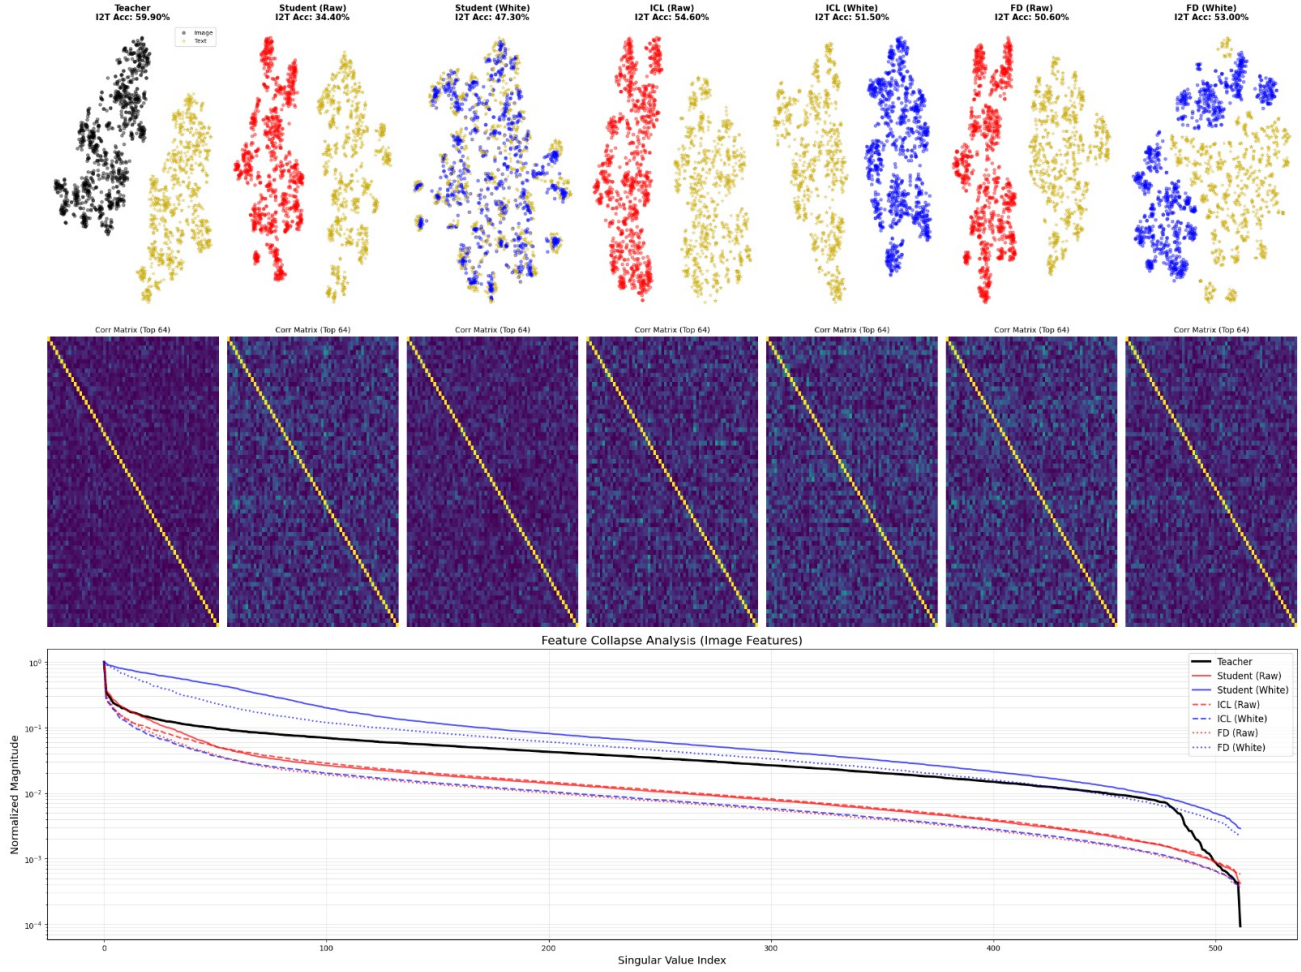 Teacher
I2T Acc: 59.90%
Student (Raw)
I2T Acc: 34.40%
Student (White)
I2T Acc: 47.30%
ICL (Raw)
I2T Acc: 54.60%
ICL (White)
I2T Acc: 51.50%
FD (Raw)
I2T Acc: 50.60%
FD (White)
I2T Acc: 53.00%
Image
Text
Corr Matrix (Top 64)
Corr Matrix (Top 64)
Corr Matrix (Top 64)
Corr Matrix (Top 64)
Corr Matrix (Top 64)
Corr Matrix (Top 64)
Corr Matrix (Top 64)
Feature Collapse Analysis (Image Features)
Normalized Magnitude
10⁰
10⁻¹
10⁻²
10⁻³
10⁻⁴
Teacher
Student (Raw)
Student (White)
ICL (Raw)
ICL (White)
FD (Raw)
FD (White)
0
100
200
300
400
500
Singular Value Index